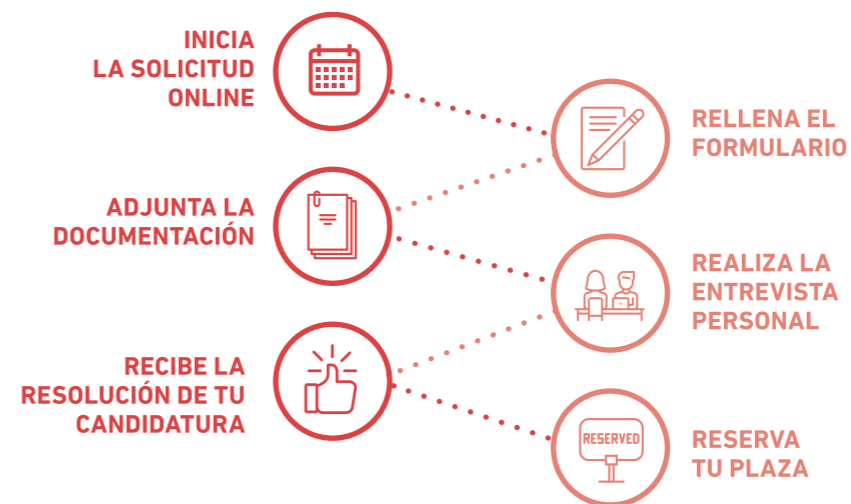 INICIA
LA SOLICITUD
ONLINE
RELLENA EL
FORMULARIO
ADJUNTA LA
DOCUMENTACIÓN
REALIZA LA
ENTREVISTA
PERSONAL
RECIBE LA
RESOLUCIÓN DE TU
CANDIDATURA
RESERVED
RESERVA
TU PLAZA